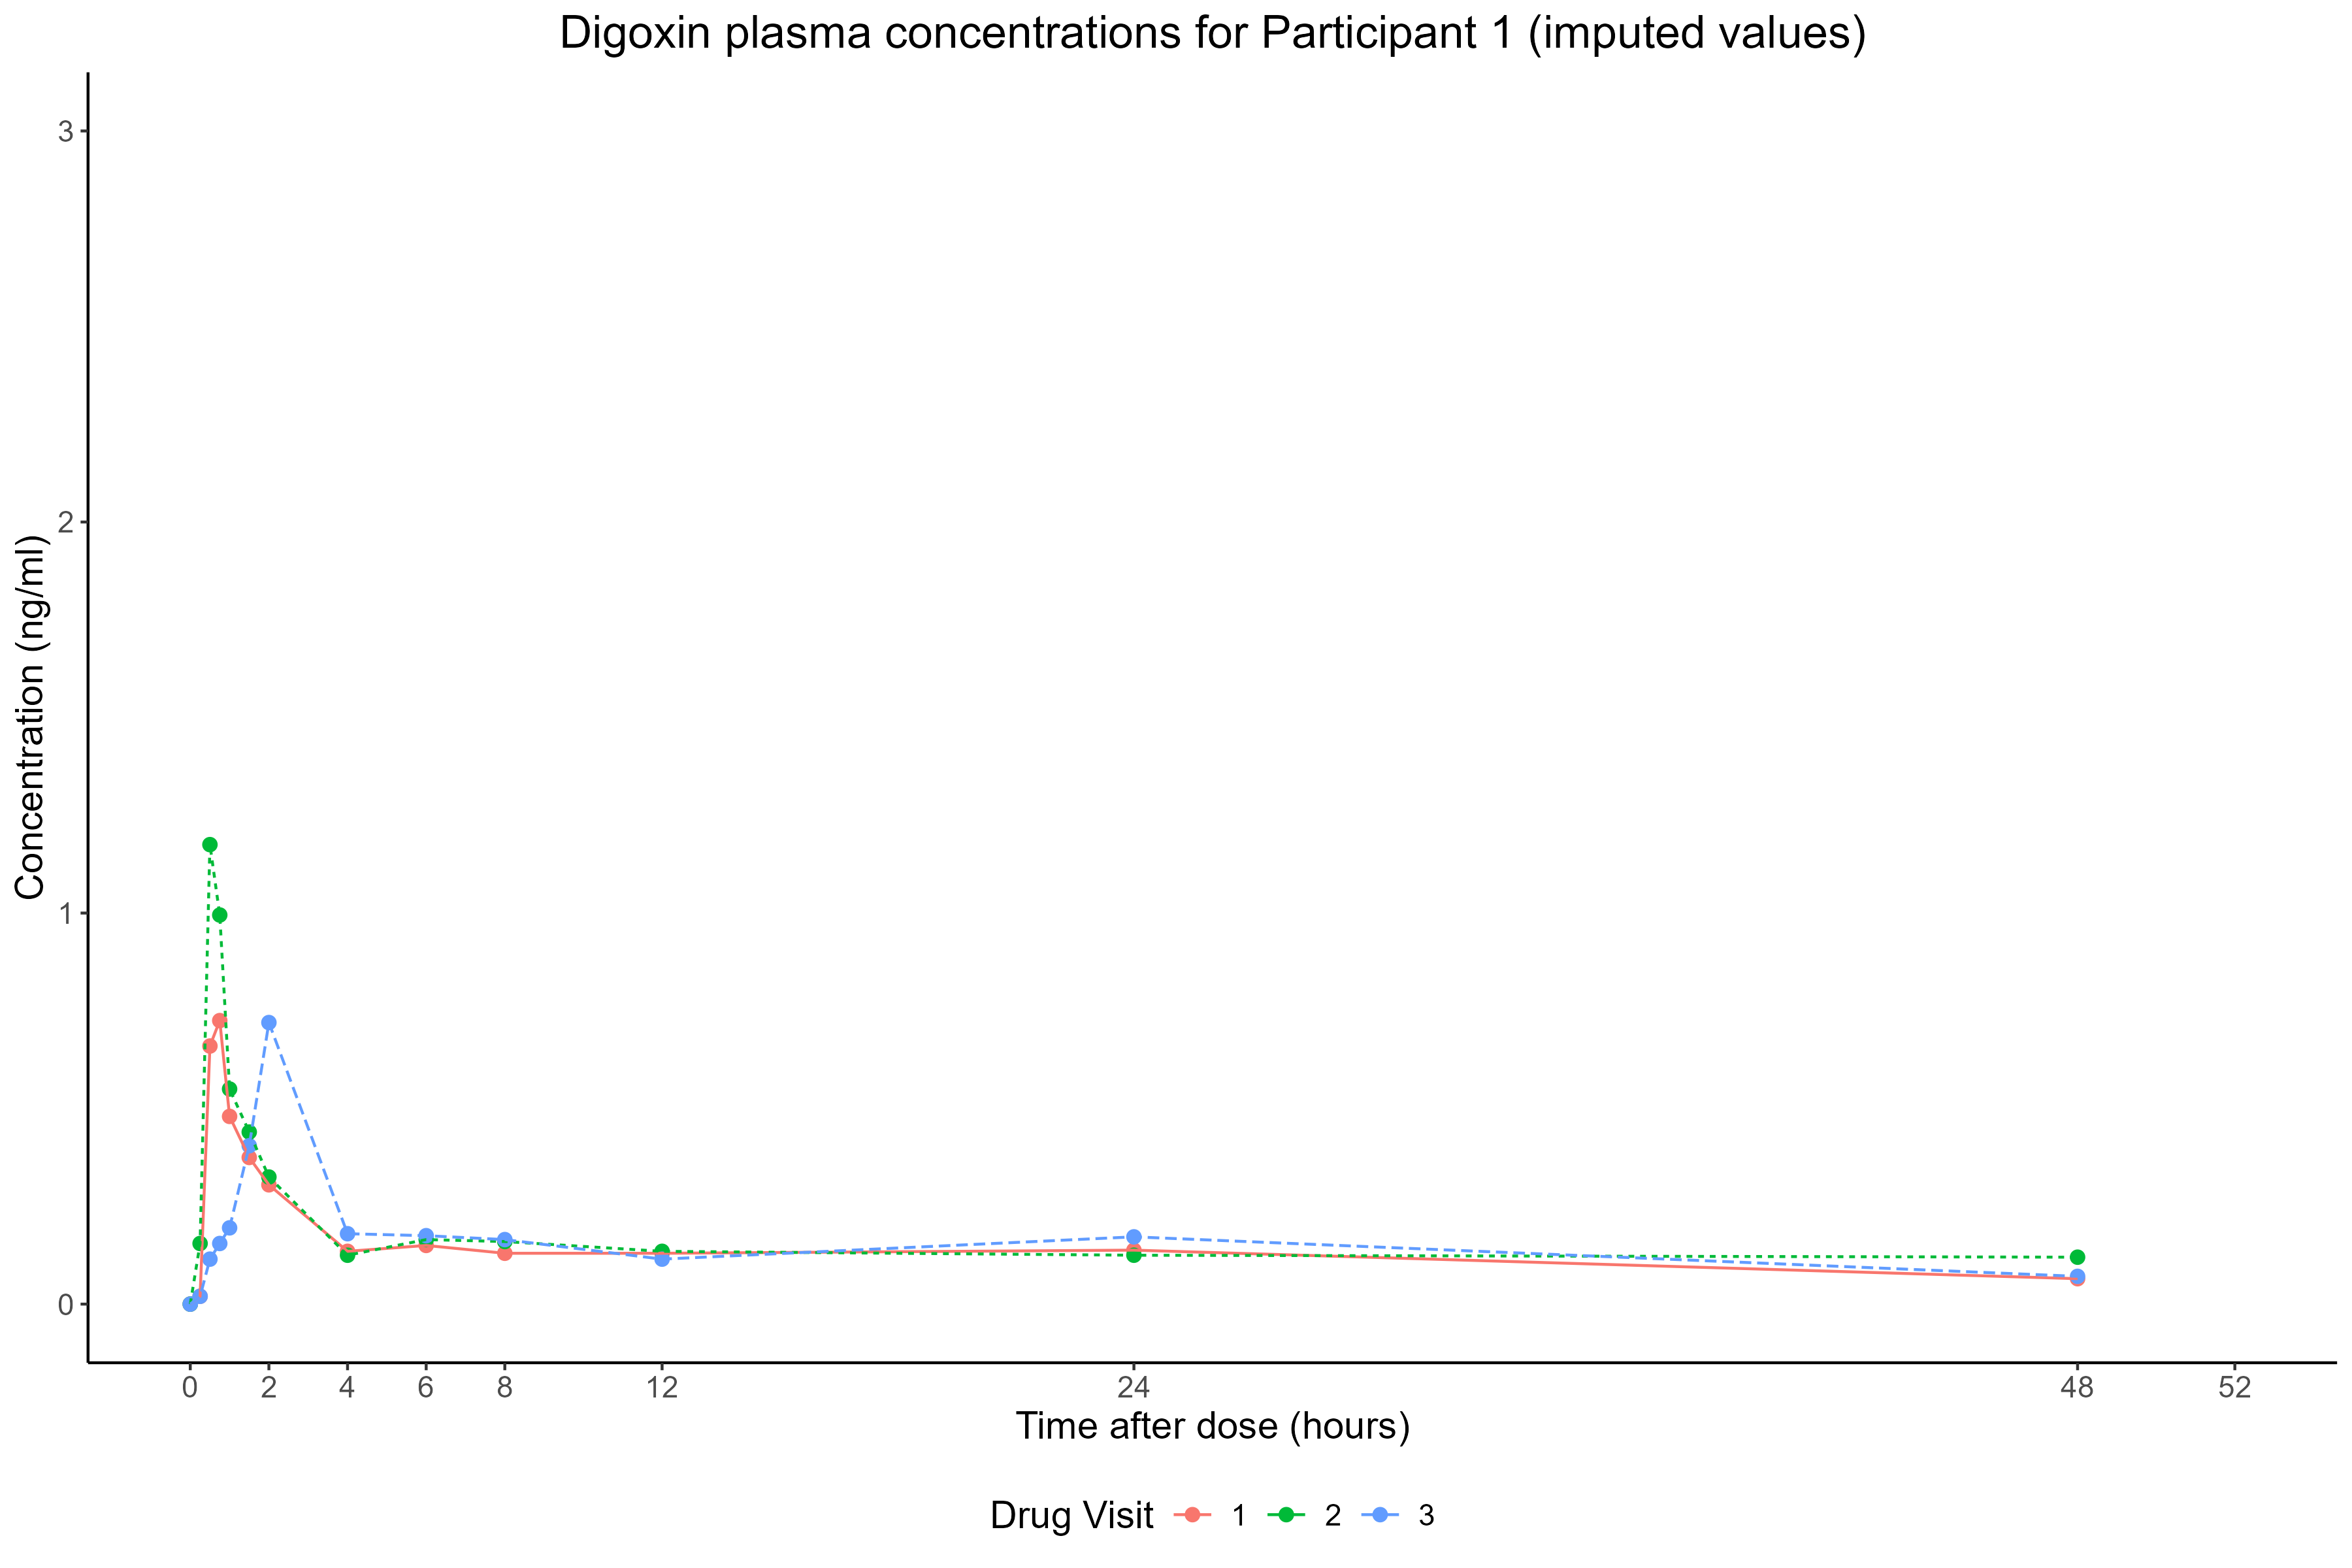 Digoxin plasma concentrations for Participant 1 (imputed values)
Concentration (ng/ml)
3
2
1
0
0 2 4 6 8 12 24 48 52
Time after dose (hours)
Drug Visit 1 2 3